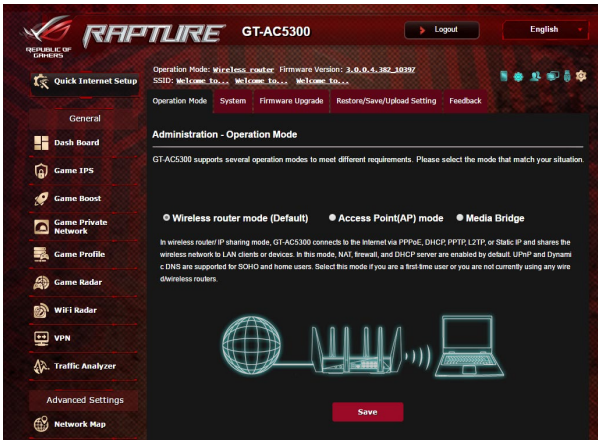 REPUBLIC OF
GAMERS
RAPTURE
GT-AC5300
Logout
English
Quick Internet Setup
General
Dash Board
Game IPS
Game Boost
Game Private
Network
Game Profile
Game Radar
WiFi Radar
VPN
Traffic Analyzer
Advanced Settings
Network Map
Operation Mode: Wireless router Firmware Version: 3.0.0.4.382_10397
SSID: Welcome to... Welcome to... Welcome to...
Operation Mode System Firmware Upgrade Restore/Save/Upload Setting Feedback
Administration - Operation Mode
GT-AC5300 supports several operation modes to meet different requirements. Please select the mode that match your situation.
Wireless router mode (Default) Access Point(AP) mode Media Bridge
In wireless router/ IP sharing mode, GT-AC5300 connects to the Internet via PPPoE, DHCP, PPTP, L2TP, or Static IP and shares the
wireless network to LAN clients or devices. In this mode, NAT, firewall, and DHCP server are enabled by default. UPnP and Dynami
c DNS are supported for SOHO and home users. Select this mode if you are a first-time user or you are not currently using any wire
d/wireless routers.
Save